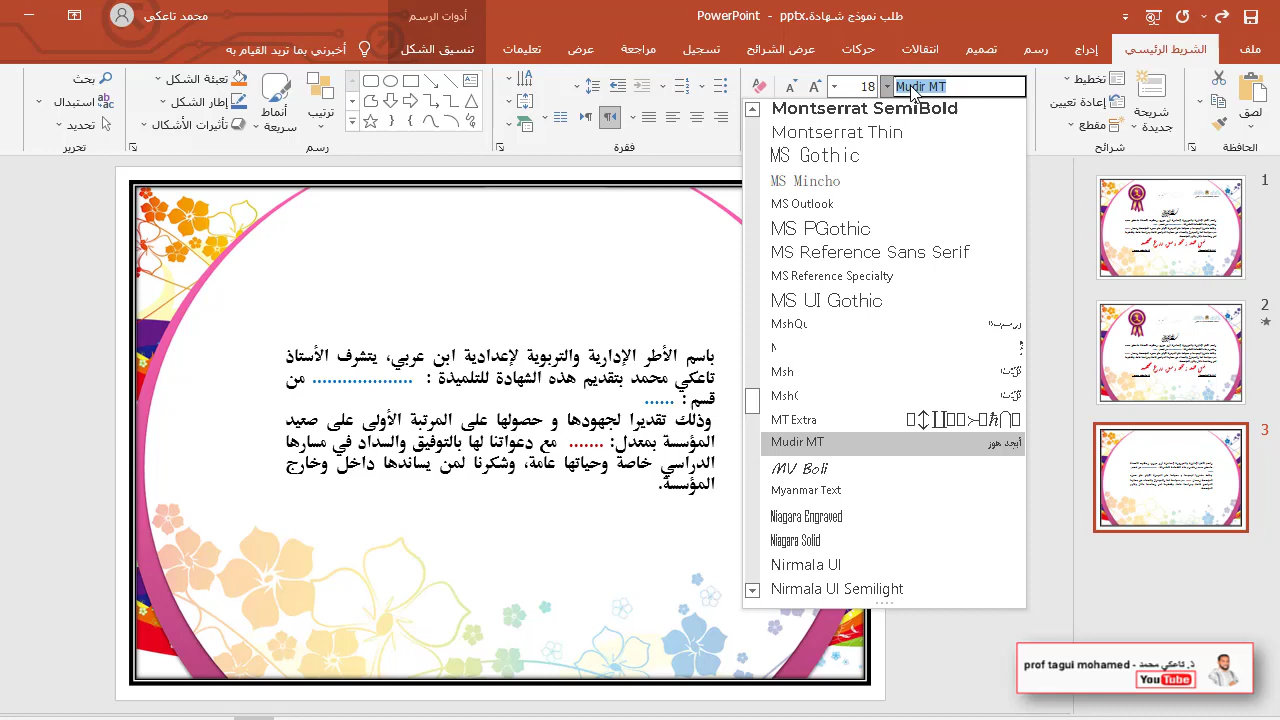 محمد تاعكي
أدوات الرسم
طلب نموذج شهادة.pptx - PowerPoint
ملف
الشريط الرئيسي
إدراج
رسم
تصميم
انتقالات
حركات
عرض الشرائح
تسجيل
مراجعة
عرض
تعليمات
تنسيق الشكل
أخبرني بما تريد القيام به
لصق
الحافظة
شريحة
جديدة
تخطيط
إعادة تعيين
مقطع
شرائح
Mudir MT
18
فقرة
ترتيب
أنماط
سريعة
تعبئة الشكل
إطار الشكل
تأثيرات الشكل
رسم
بحث
استبدال
تحديد
تحرير
Montserrat SemiBold
Montserrat Thin
MS Gothic
MS Mincho
MS Outlook
MS PGothic
MS Reference Sans Serif
MS Reference Specialty
MS UI Gothic
MshQu
Msh
MshQ
MT Extra
Mudir MT أبجد هوز
MV Boli
Myanmar Text
Niagara Engraved
Niagara Solid
Nirmala UI
Nirmala UI Semilight
باسم الأطر الإدارية والتربوية لإعدادية ابن عربي، يتشرف الأستاذ
تاعكي محمد بتقديم هذه الشهادة للتلميذة : .................... من
قسم : ......
وذلك تقديرا لجهودها و حصولها على المرتبة الأولى على صعيد
المؤسسة بمعدل: ....... مع دعواتنا لها بالتوفيق والسداد في مسارها
الدراسي خاصة وحياتها عامة، وشكرنا لمن يساندها داخل وخارج
المؤسسة.
1
2
3
prof tagui mohamed - ذ. تاعكي محمد
YouTube